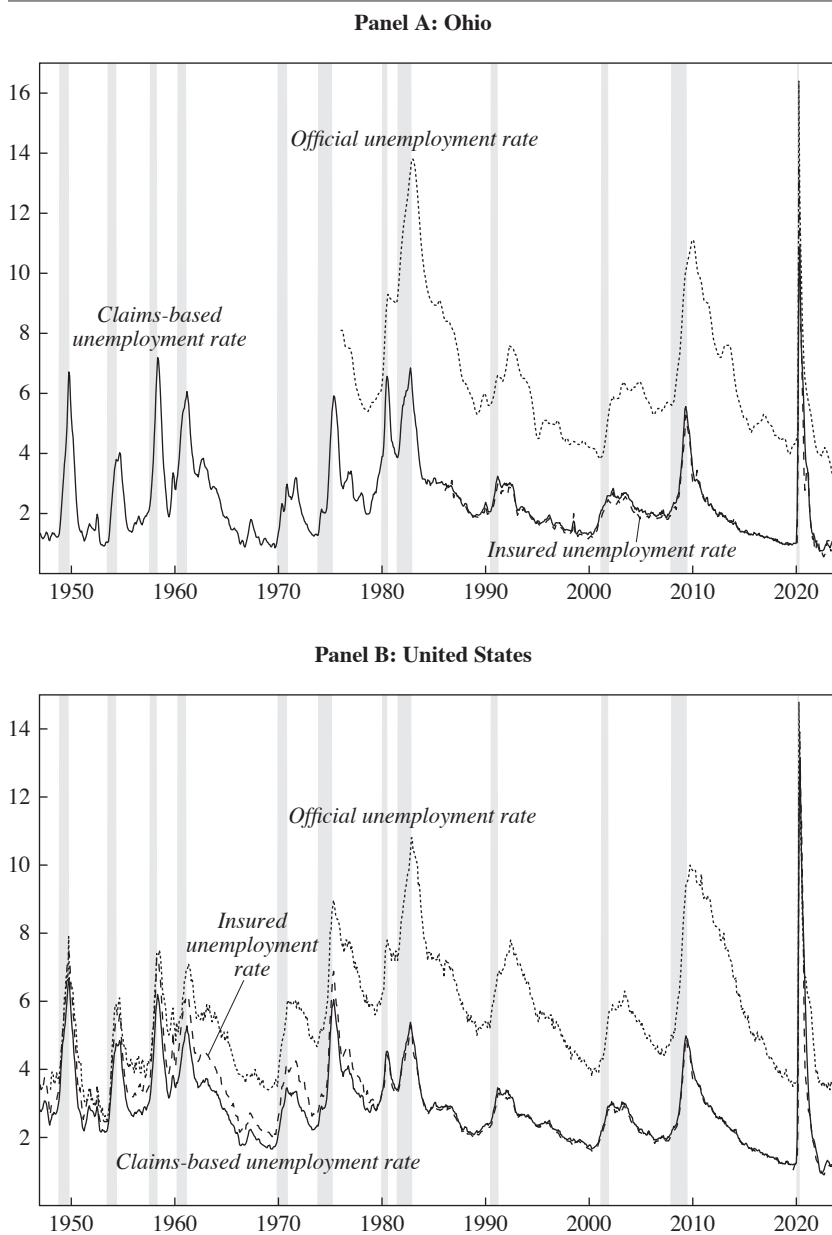 Panel A: Ohio
16
14
12
10
8
6
4
2
Official unemployment rate
Claims-based
unemployment rate
Insured unemployment rate
1950 1960 1970 1980 1990 2000 2010 2020
Panel B: United States
14
12
10
8
6
4
2
Official unemployment rate
Insured
unemployment
rate
Claims-based unemployment rate
1950 1960 1970 1980 1990 2000 2010 2020